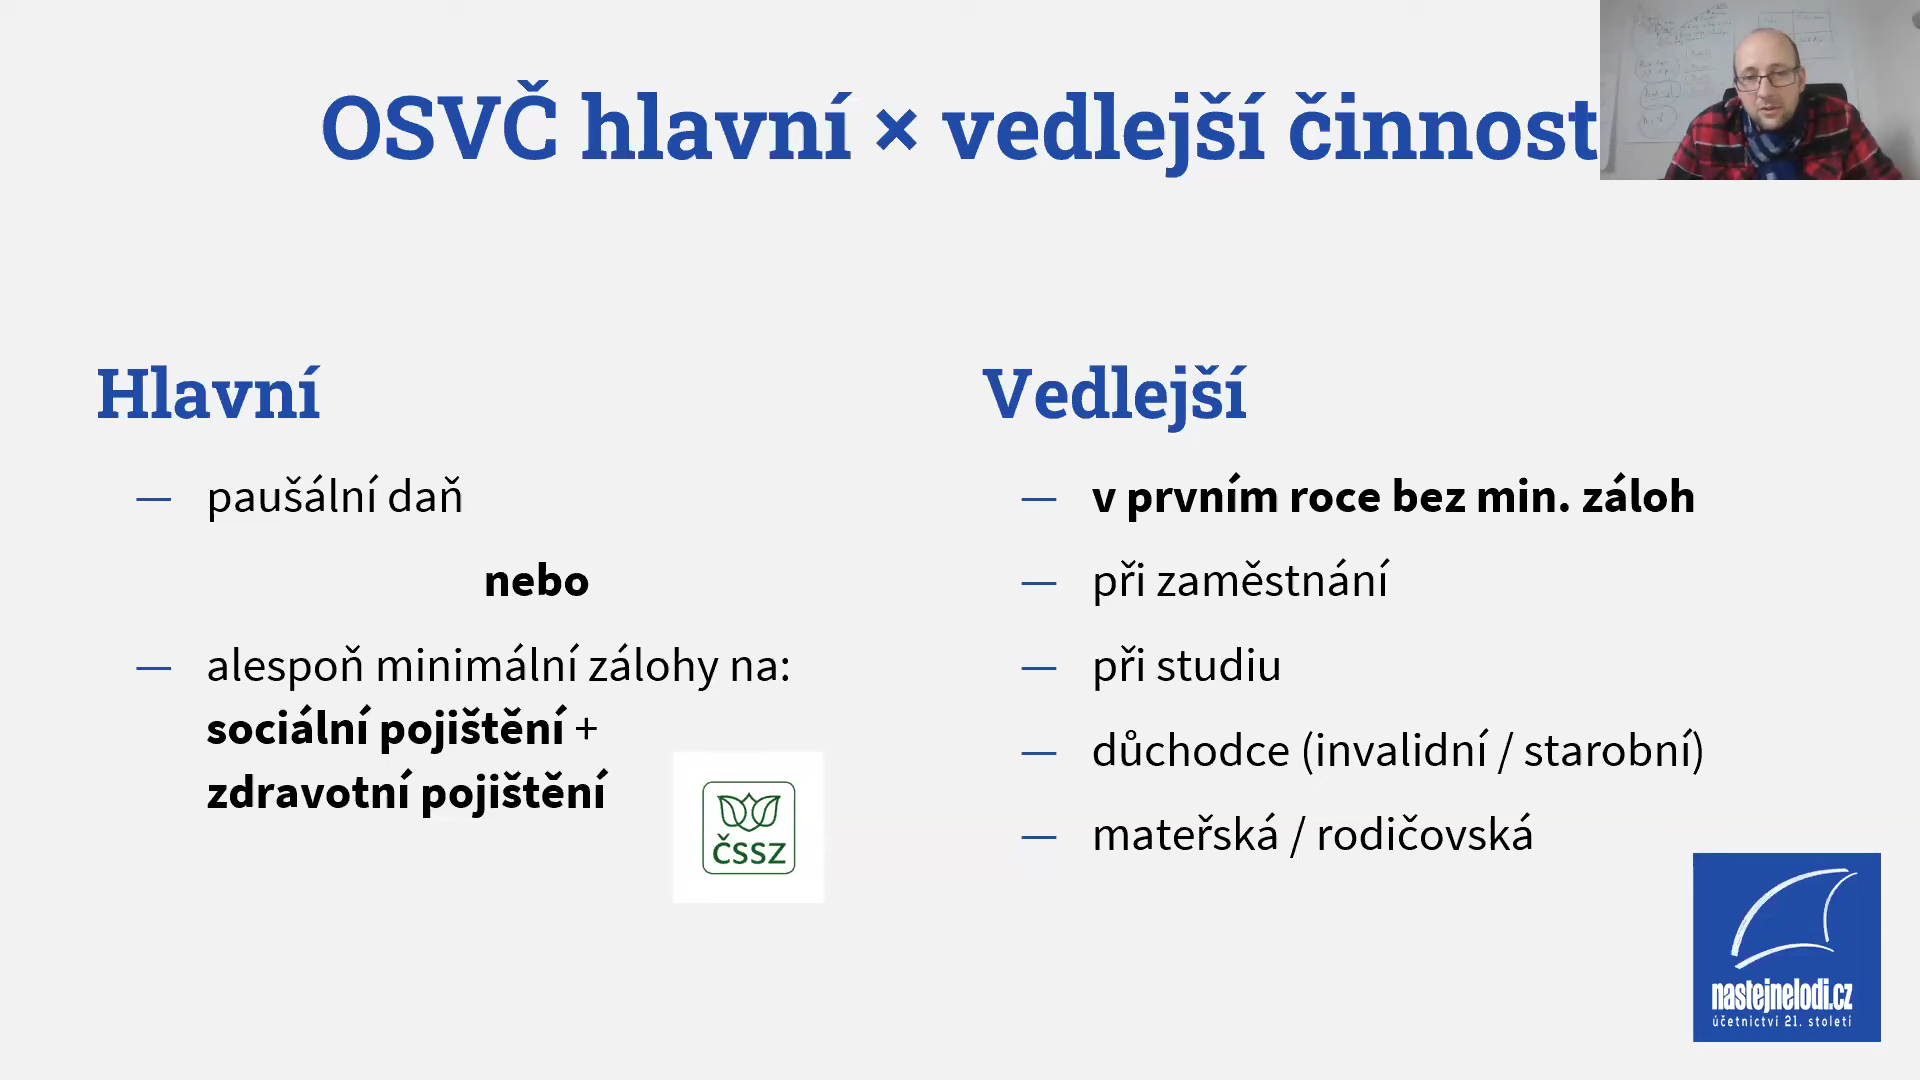 OSVČ hlavní × vedlejší činnost
Hlavní
— paušální daň
nebo
— alespoň minimální zálohy na:
sociální pojištění +
zdravotní pojištění
ČSSZ
Vedlejší
— v prvním roce bez min. záloh
— při zaměstnání
— při studiu
— důchodce (invalidní / starobní)
— mateřská / rodičovská
nastejnelodi.cz
účetnictví 21. století